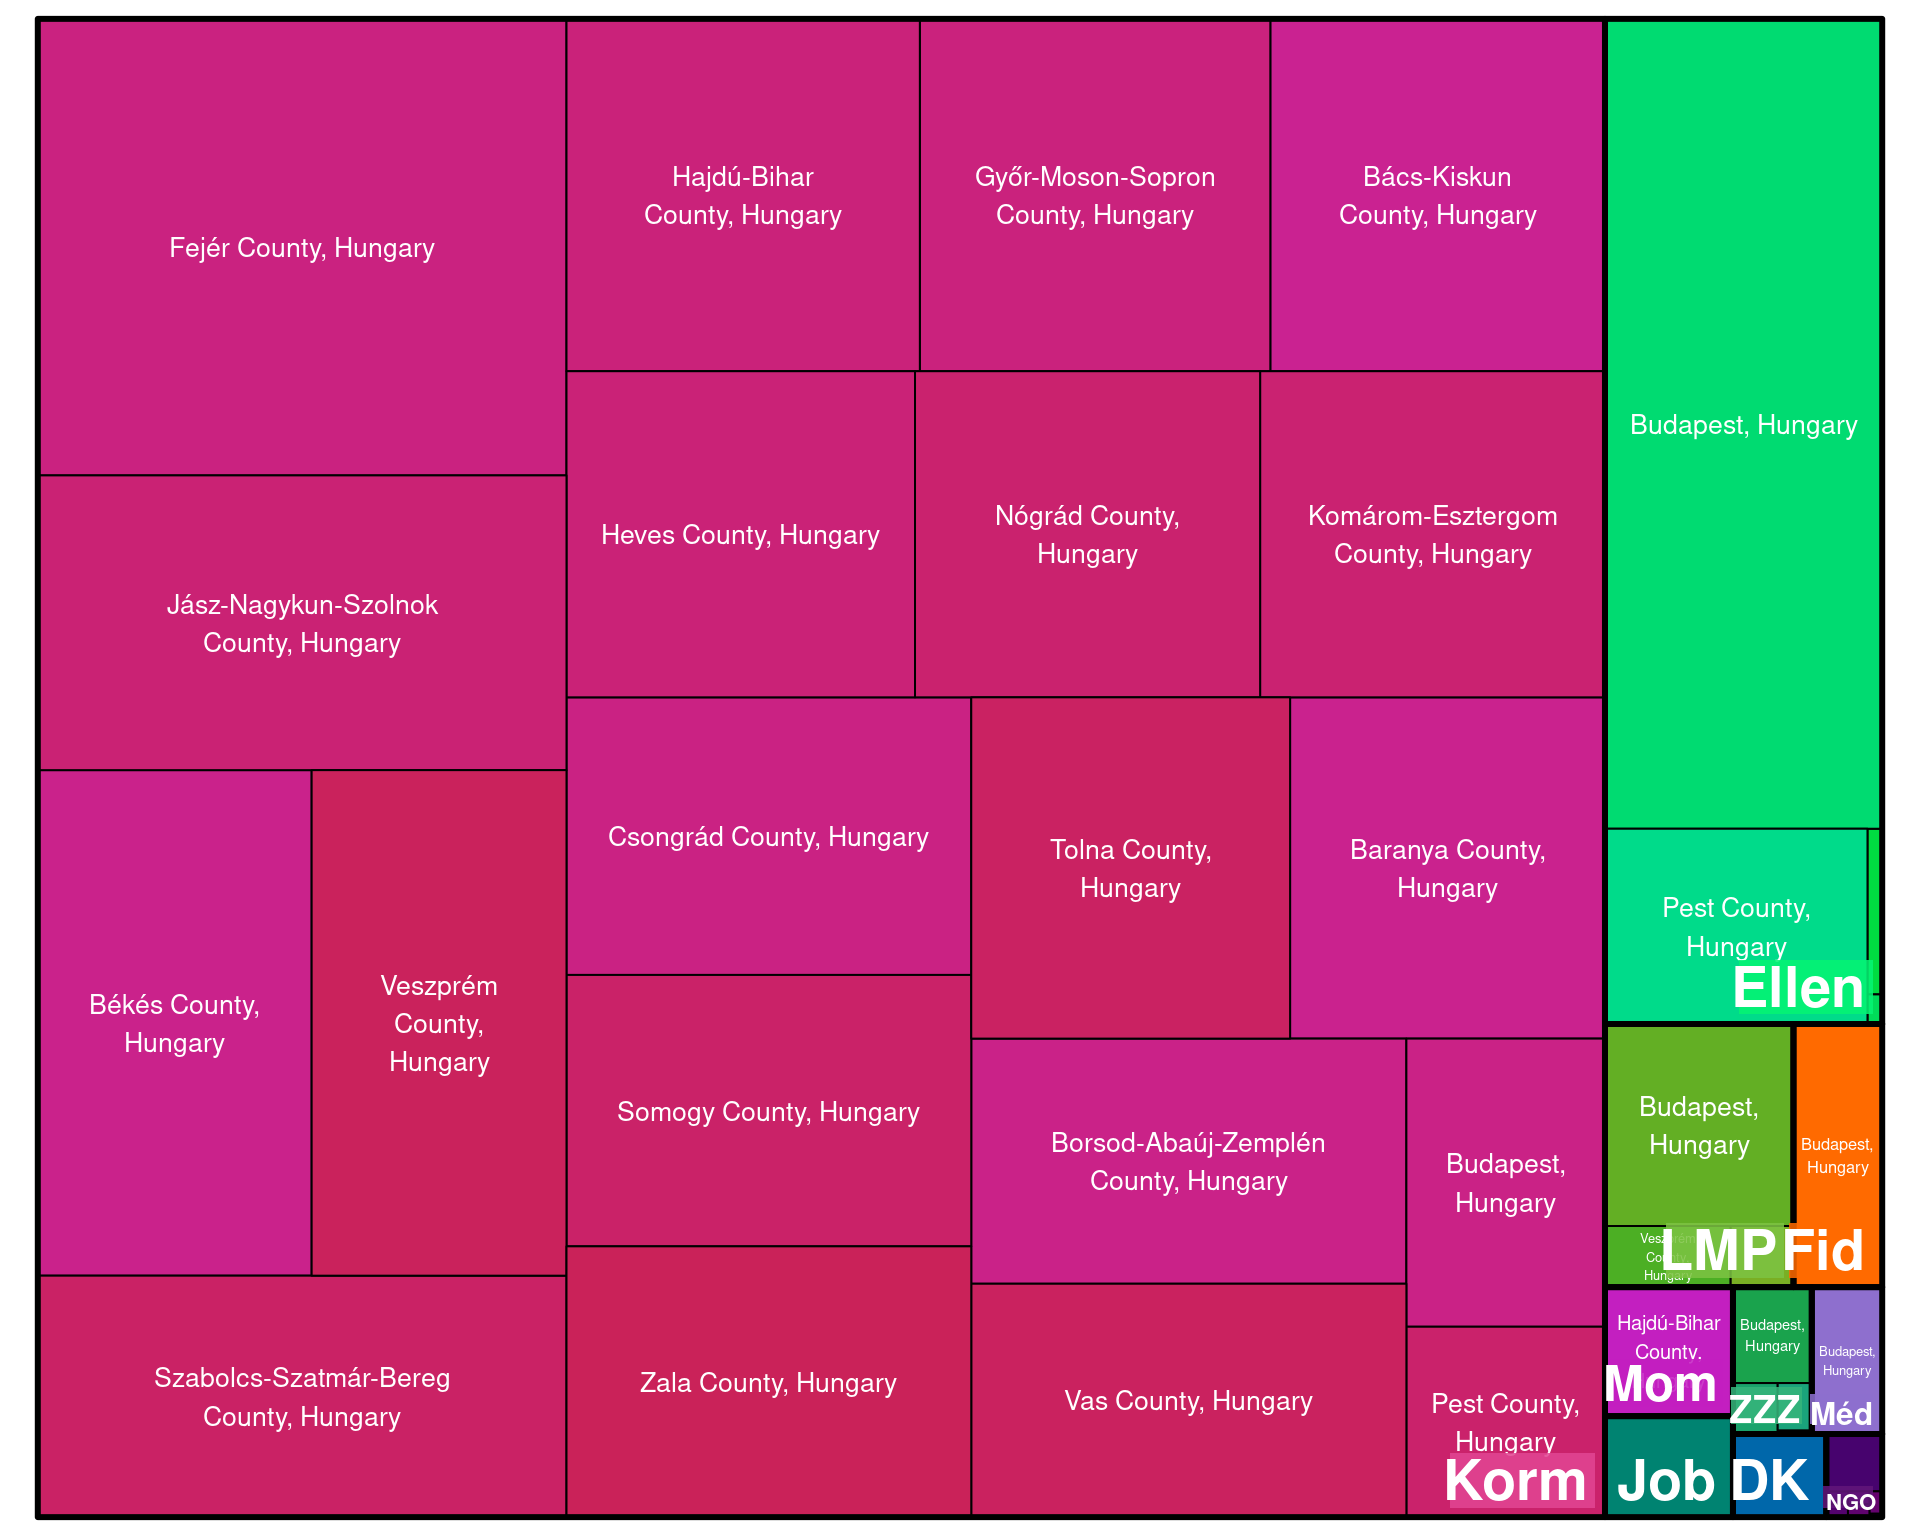 Fejér County, Hungary
Hajdú-Bihar
County, Hungary
Győr-Moson-Sopron
County, Hungary
Bács-Kiskun
County, Hungary
Budapest, Hungary
Jász-Nagykun-Szolnok
County, Hungary
Heves County, Hungary
Nógrád County,
Hungary
Komárom-Esztergom
County, Hungary
Békés County,
Hungary
Veszprém
County,
Hungary
Csongrád County, Hungary
Tolna County,
Hungary
Baranya County,
Hungary
Pest County,
Hungary
Ellen
Somogy County, Hungary
Borsod-Abaúj-Zemplén
County, Hungary
Budapest,
Hungary
Budapest,
Hungary
Budapest,
Hungary
Veszprém
County,
Hungary
LMP
Fid
Szabolcs-Szatmár-Bereg
County, Hungary
Zala County, Hungary
Vas County, Hungary
Pest County,
Hungary
Korm
Hajdú-Bihar
County,
Mom
Budapest,
Hungary
ZZZ
Budapest,
Hungary
Méd
Job
DK
NGO